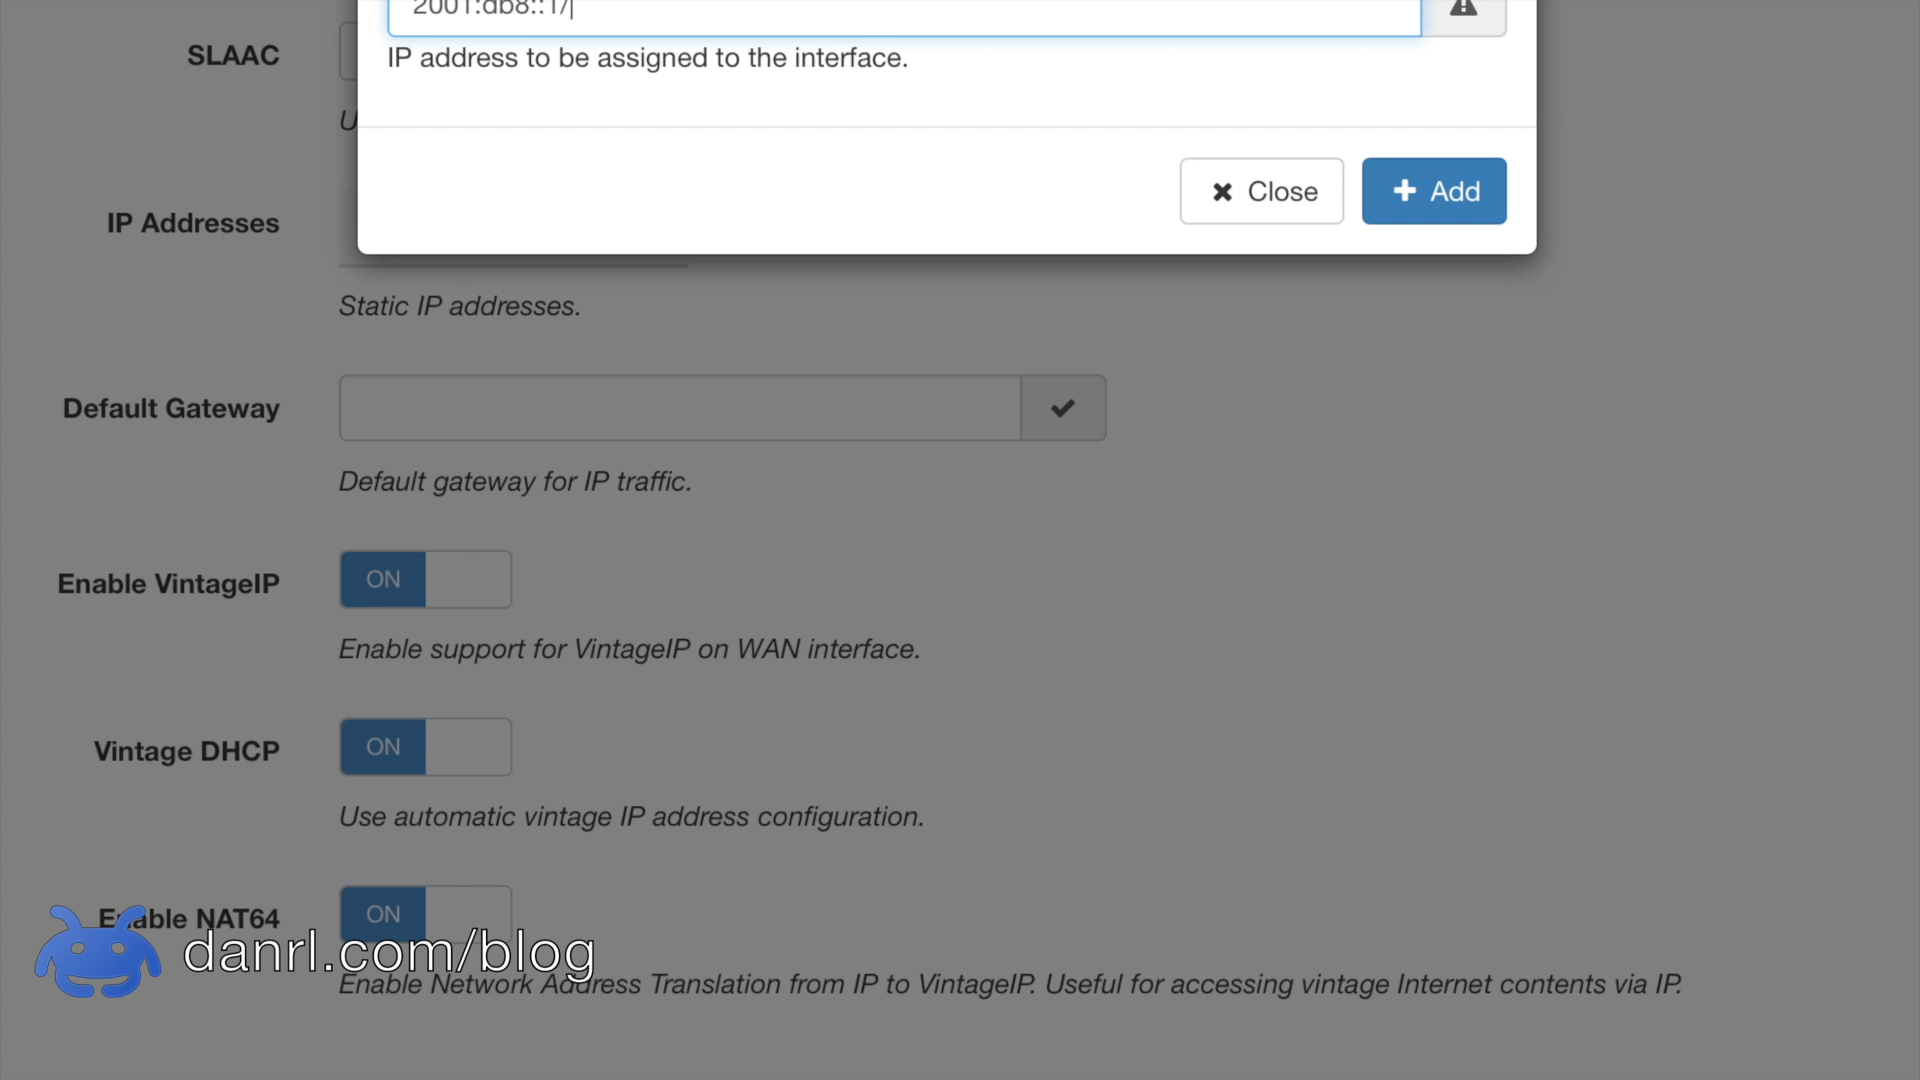 2001:db8::1/
SLAAC
IP address to be assigned to the interface.
U
Close
Add
IP Addresses
Static IP addresses.
Default Gateway
Default gateway for IP traffic.
Enable VintageIP
ON
Enable support for VintageIP on WAN interface.
Vintage DHCP
ON
Use automatic vintage IP address configuration.
Enable NAT64
ON
danrl.com/blog
Enable Network Address Translation from IP to VintageIP. Useful for accessing vintage Internet contents via IP.